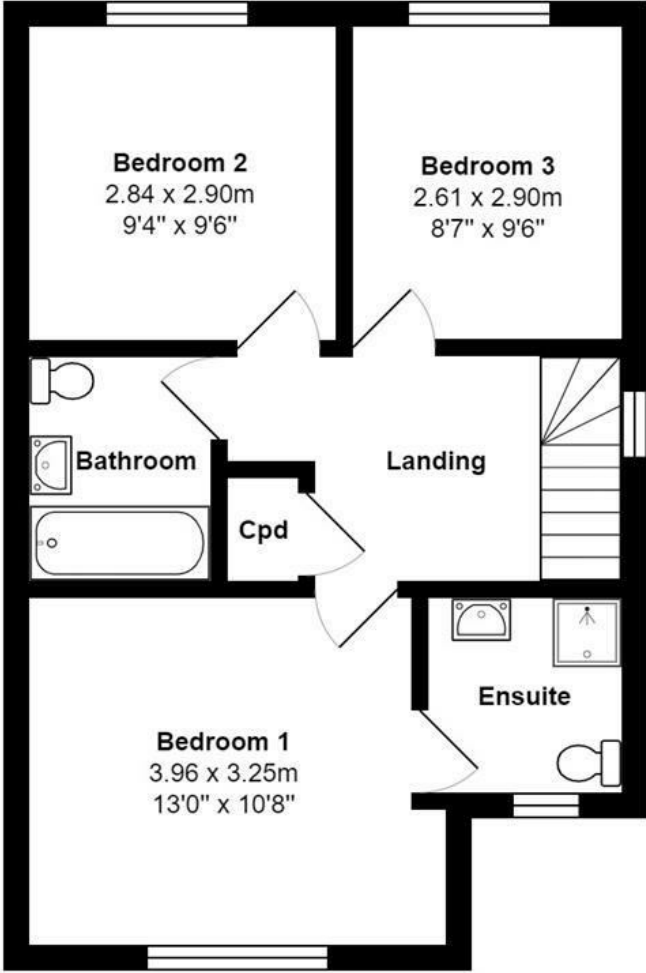 Bedroom 2
2.84 x 2.90m
9'4" x 9'6"
Bedroom 3
2.61 x 2.90m
8'7" x 9'6"
Bathroom
Landing
Cpd
Ensuite
Bedroom 1
3.96 x 3.25m
13'0" x 10'8"